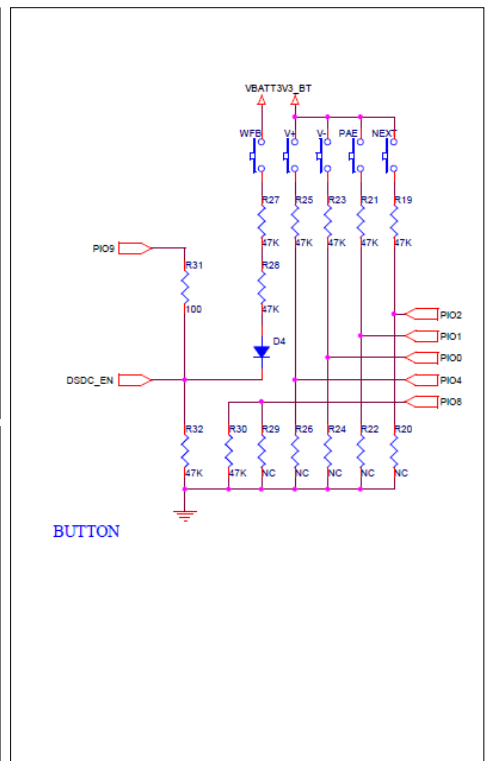 VBATT3V3_BT
WFB V+ V- PAE NEXT
R27 R25 R23 R21 R19
47K 47K 47K 47K 47K
PIO9
R31 R28
100 47K
PIO2
D4
PIO1
PIO0
DSDC_EN PIO4
PIO8
R32 R30 R29 R26 R24 R22 R20
47K 47K NC NC NC NC NC
BUTTON